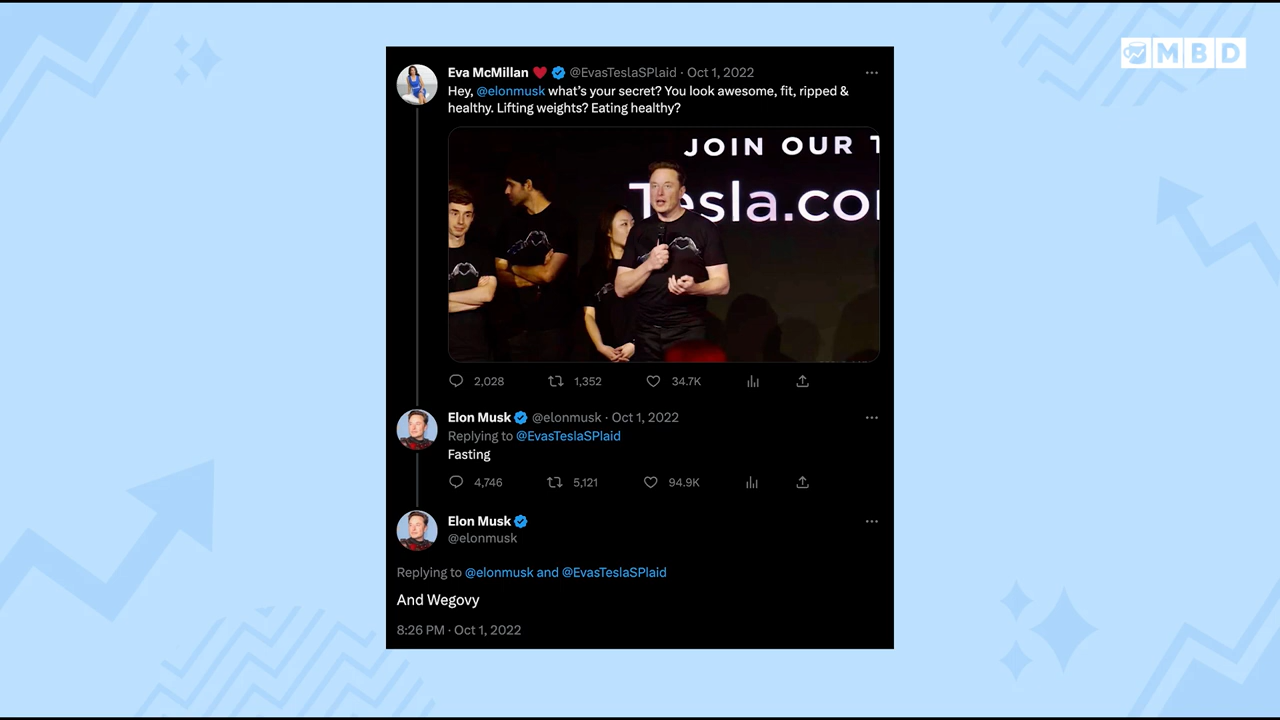 MBD
Eva McMillan @EvasTeslaSPlaid · Oct 1, 2022
Hey, @elonmusk what's your secret? You look awesome, fit, ripped &
healthy. Lifting weights? Eating healthy?
JOIN OUR T
Tesla.co
2,028 1,352 34.7K
Elon Musk @elonmusk · Oct 1, 2022
Replying to @EvasTeslaSPlaid
Fasting
4,746 5,121 94.9K
Elon Musk
@elonmusk
Replying to @elonmusk and @EvasTeslaSPlaid
And Wegovy
8:26 PM · Oct 1, 2022